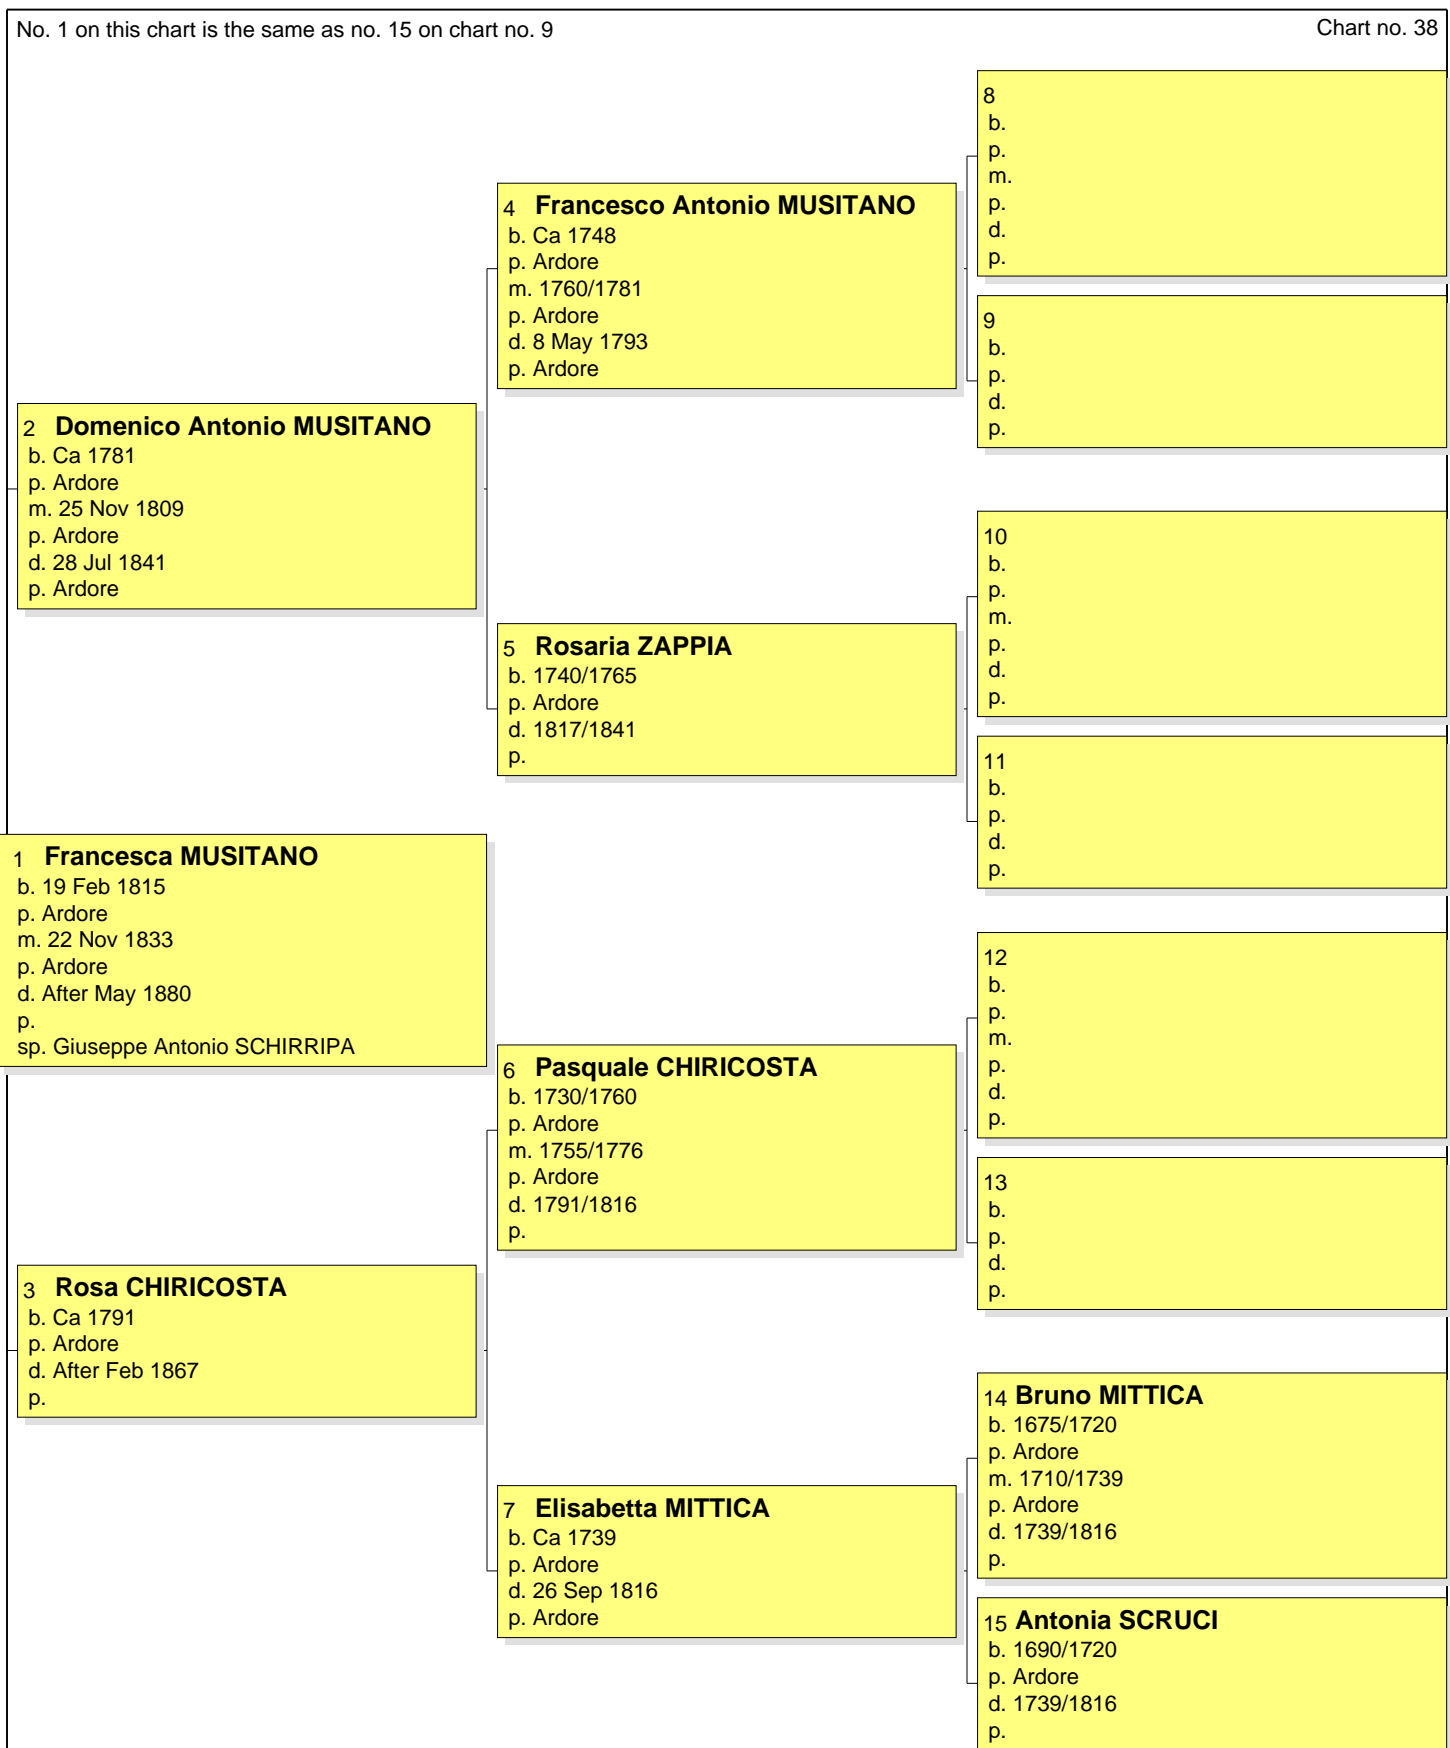 No. 1 on this chart is the same as no. 15 on chart no. 9
Chart no. 38
8
b.
p.
m.
p.
d.
p.
4 Francesco Antonio MUSITANO
b. Ca 1748
p. Ardore
m. 1760/1781
p. Ardore
d. 8 May 1793
p. Ardore
9
b.
p.
d.
p.
2 Domenico Antonio MUSITANO
b. Ca 1781
p. Ardore
m. 25 Nov 1809
p. Ardore
d. 28 Jul 1841
p. Ardore
10
b.
p.
m.
p.
d.
p.
5 Rosaria ZAPPIA
b. 1740/1765
p. Ardore
d. 1817/1841
p.
11
b.
p.
d.
p.
1 Francesca MUSITANO
b. 19 Feb 1815
p. Ardore
m. 22 Nov 1833
p. Ardore
d. After May 1880
p.
sp. Giuseppe Antonio SCHIRRIPA
12
b.
p.
m.
p.
d.
p.
6 Pasquale CHIRICOSTA
b. 1730/1760
p. Ardore
m. 1755/1776
p. Ardore
d. 1791/1816
p.
13
b.
p.
d.
p.
3 Rosa CHIRICOSTA
b. Ca 1791
p. Ardore
d. After Feb 1867
p.
14 Bruno MITTICA
b. 1675/1720
p. Ardore
m. 1710/1739
p. Ardore
d. 1739/1816
p.
7 Elisabetta MITTICA
b. Ca 1739
p. Ardore
d. 26 Sep 1816
p. Ardore
15 Antonia SCRUCI
b. 1690/1720
p. Ardore
d. 1739/1816
p.